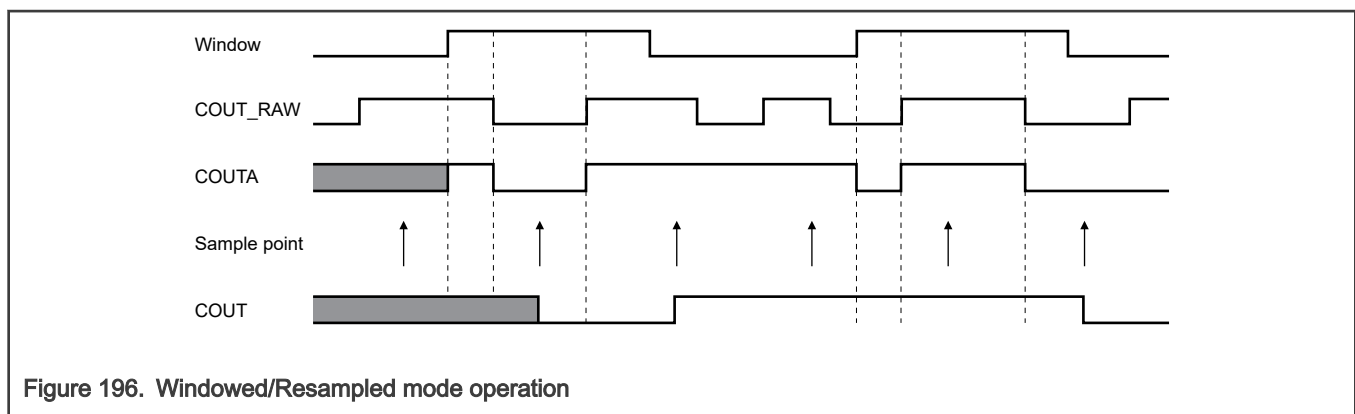 Window
COUT_RAW
COUTA
Sample point
COUT
Figure 196. Windowed/Resampled mode operation